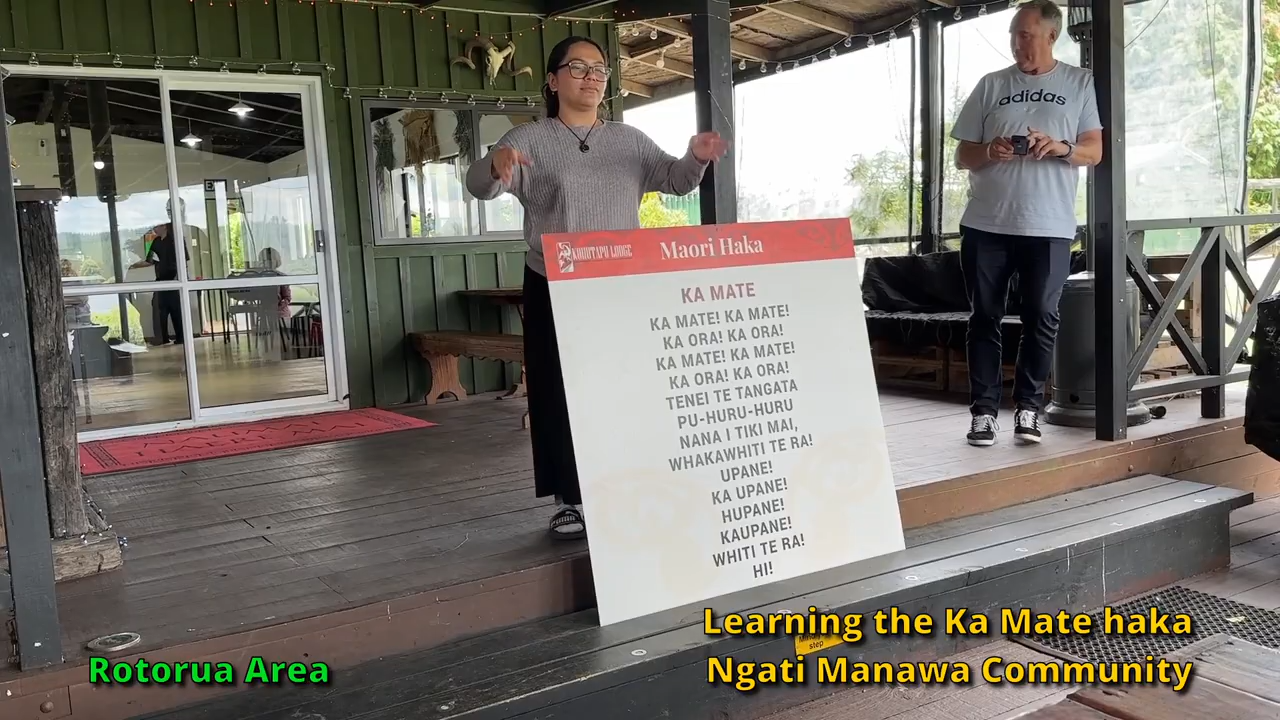 adidas
KOHUTAPU LODGE
Maori Haka
KA MATE
KA MATE! KA MATE!
KA ORA! KA ORA!
KA MATE! KA MATE!
KA ORA! KA ORA!
TENEI TE TANGATA
PU-HURU-HURU
NANA I TIKI MAI,
WHAKAWHITI TE RA!
UPANE!
KA UPANE!
HUPANE!
KAUPANE!
WHITI TE RA!
HI!
Learning the Ka Mate haka
step
Ngati Manawa Community
Rotorua Area